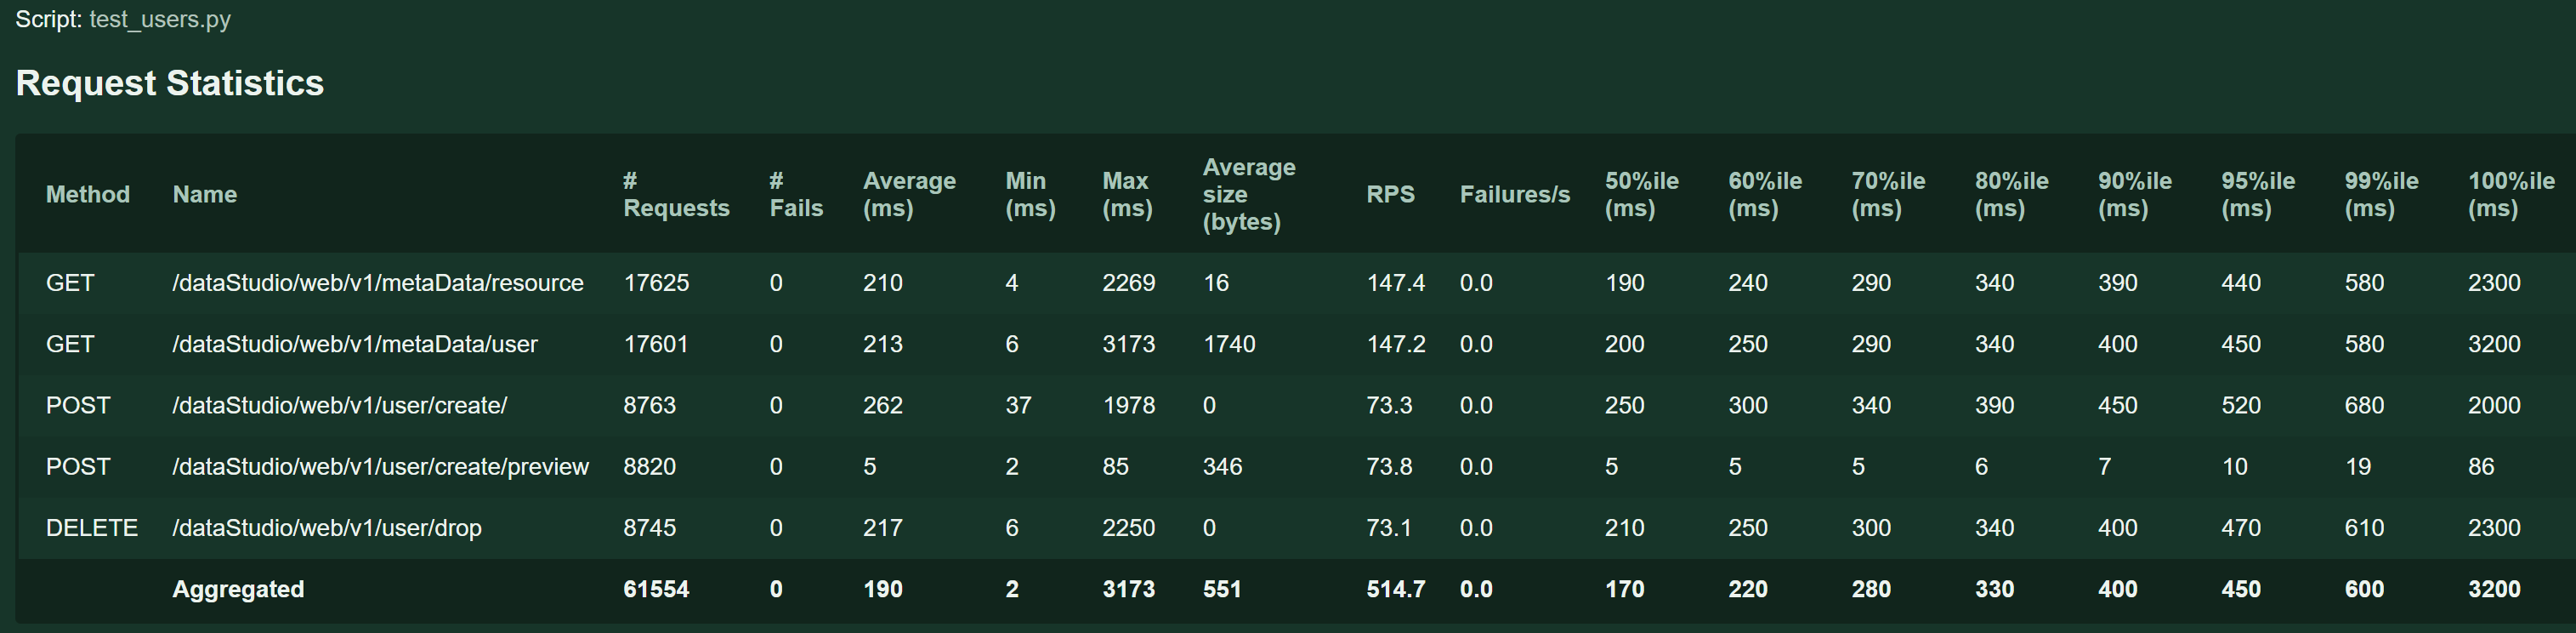 Script: test_users.py
Request Statistics
Method Name # Requests # Fails Average (ms) Min (ms) Max (ms) Average size (bytes) RPS Failures/s 50%ile (ms) 60%ile (ms) 70%ile (ms) 80%ile (ms) 90%ile (ms) 95%ile (ms) 99%ile (ms) 100%ile (ms)
GET /dataStudio/web/v1/metaData/resource 17625 0 210 4 2269 16 147.4 0.0 190 240 290 340 390 440 580 2300
GET /dataStudio/web/v1/metaData/user 17601 0 213 6 3173 1740 147.2 0.0 200 250 290 340 400 450 580 3200
POST /dataStudio/web/v1/user/create/ 8763 0 262 37 1978 0 73.3 0.0 250 300 340 390 450 520 680 2000
POST /dataStudio/web/v1/user/create/preview 8820 0 5 2 85 346 73.8 0.0 5 5 5 6 7 10 19 86
DELETE /dataStudio/web/v1/user/drop 8745 0 217 6 2250 0 73.1 0.0 210 250 300 340 400 470 610 2300
Aggregated 61554 0 190 2 3173 551 514.7 0.0 170 220 280 330 400 450 600 3200